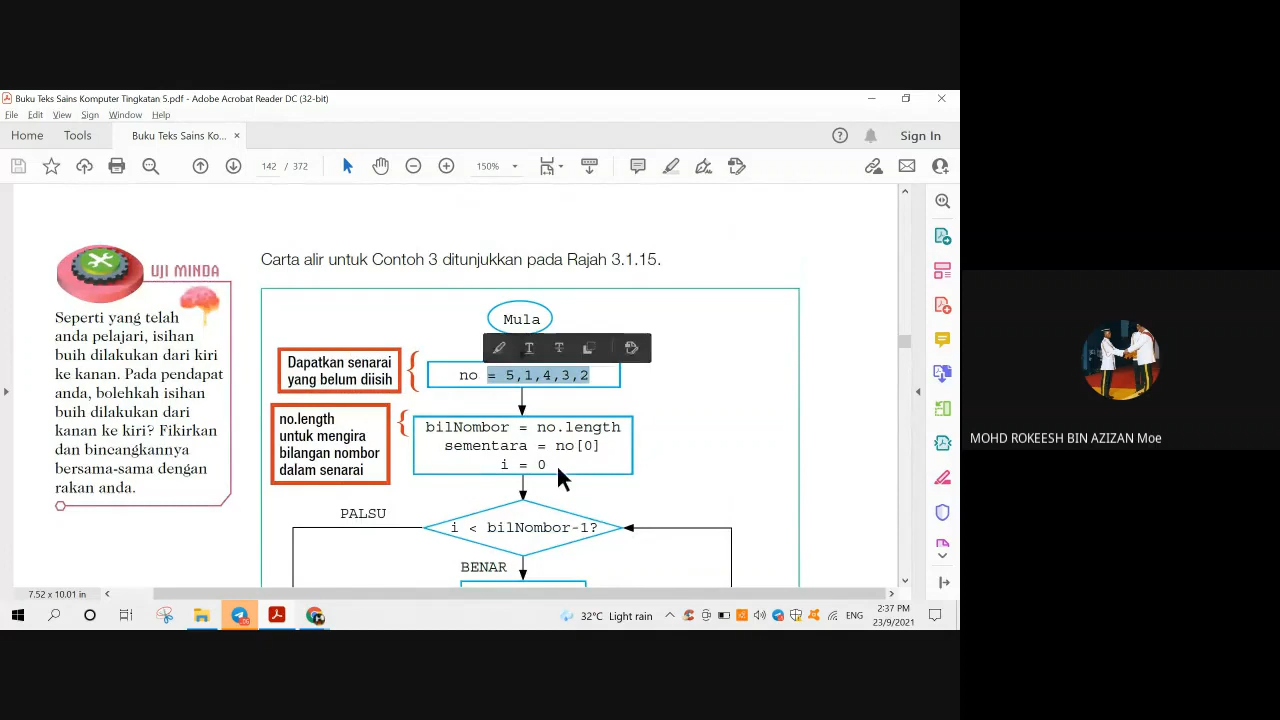 Buku Teks Sains Komputer Tingkatan 5.pdf - Adobe Acrobat Reader DC (32-bit)
File Edit View Sign Window Help
Home Tools Buku Teks Sains Ko... × Sign In
142 / 372 150%
Carta alir untuk Contoh 3 ditunjukkan pada Rajah 3.1.15.
UJI MINDA
Seperti yang telah
anda pelajari, isihan
buih dilakukan dari kiri
ke kanan. Pada pendapat
anda, bolehkah isihan
buih dilakukan dari
kanan ke kiri? Fikirkan
dan bincangkannya
bersama-sama dengan
rakan anda.
Mula
Dapatkan senarai
yang belum diisih
no = 5,1,4,3,2
no.length
untuk mengira
bilangan nombor
dalam senarai
bilNombor = no.length
sementara = no[0]
i = 0
PALSU
i < bilNombor-1?
BENAR
7.52 x 10.01 in
32°C Light rain
ENG
2:37 PM
23/9/2021
MOHD ROKEESH BIN AZIZAN Moe